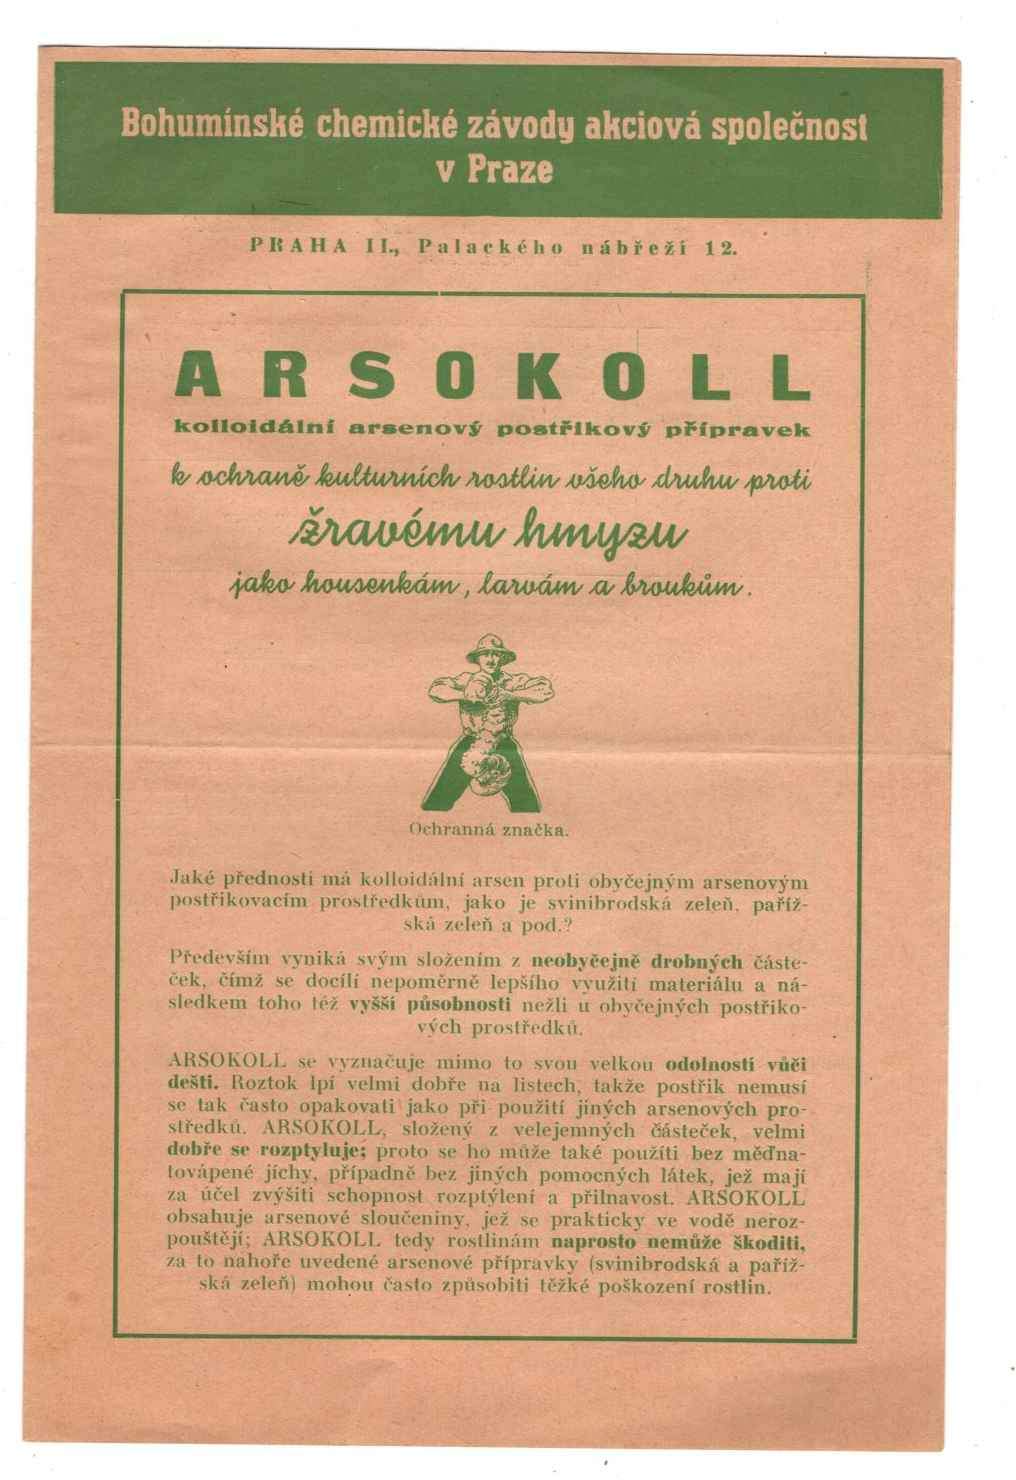 Bohumínské chemické závody akciová společnost
v Praze
PRAHA II., Palackého nábřeží 12.
ARSOKOLL
kolloidální arsenový postřikový přípravek
k ochraně kulturních rostlin všeho druhu proti
žravému hmyzu
jako housenkám, larvám a broukům.
Ochranná značka.
Jaké přednosti má kolloidální arsen proti obyčejným arsenovým
postřikovacím prostředkům, jako je svinibrodská zeleň, paříž-
ská zeleň a pod.?
Především vyniká svým složením z neobyčejně drobných částe-
ček, čímž se docílí nepoměrně lepšího využití materiálu a ná-
sledkem toho též vyšší působnosti nežli u obyčejných postřiko-
vých prostředků.
ARSOKOLL se vyznačuje mimo to svou velkou odolností vůči
dešti. Roztok lpí velmi dobře na listech, takže postřik nemusí
se tak často opakovati jako při použití jiných arsenových pro-
středků. ARSOKOLL, složený z velejemných částeček, velmi
dobře se rozptyluje; proto se ho může také použíti bez měďna-
továpené jíchy, případně bez jiných pomocných látek, jež mají
za účel zvýšiti schopnost rozptýlení a přilnavost. ARSOKOLL
obsahuje arsenové sloučeniny, jež se prakticky ve vodě neroz-
pouštějí; ARSOKOLL tedy rostlinám naprosto nemůže škoditi,
za to nahoře uvedené arsenové přípravky (svinibrodská a paříž-
ská zeleň) mohou často způsobiti těžké poškození rostlin.